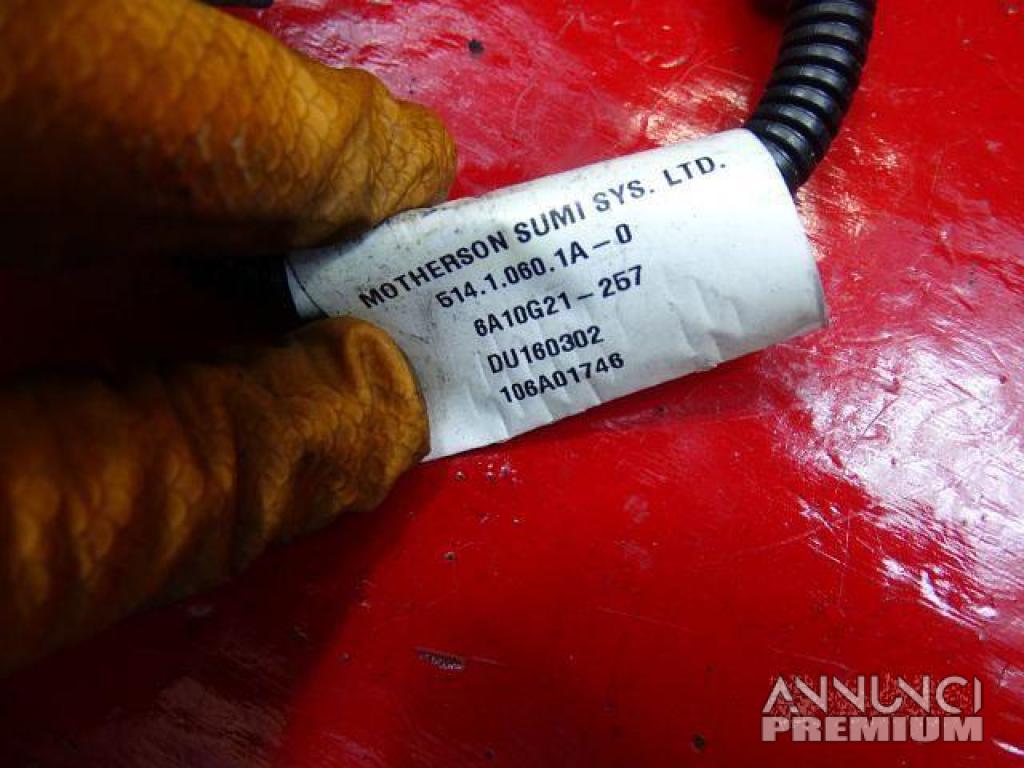 MOTHERSON SUMI SYS. LTD.
514.1.060.1A-0
6A10G21-257
DU160302
106A01746
ANNUNCI
PREMIUM